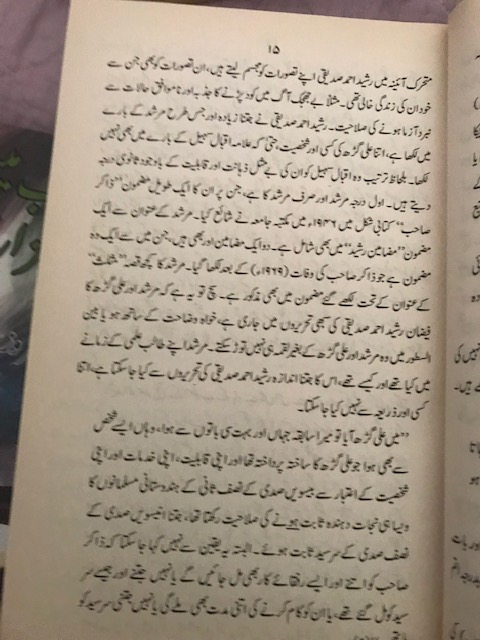 ۱۵
متحرک آئینہ میں رشید احمد صدیقی اپنے تصورات کو مجسم لیتے ہیں، ان تصورات کو بھی جن سے
خود ان کی زندگی خالی تھی۔ مثلاً بے جھجک آگ میں کود پڑنے کا جذبہ اور ناموافق حالات سے
نبرد آزما ہونے کی صلاحیت۔ رشید احمد صدیقی نے جتنا زیادہ اور جس طرح مرشد کے بارے
میں لکھا ہے، اتنا علی گڑھ کی کسی اور شخصیت، حتیٰ کہ علامہ اقبال سہیل کے بارے میں بھی نہیں
لکھا۔ بلحاظ ترتیب وہ اقبال سہیل کو ان کی بے مثل ذہانت اور قابلیت کے باوجود ثانوی درجہ
دیتے ہیں۔ اول درجہ مرشد اور صرف مرشد کا ہے، جن پر ان کا ایک طویل مضمون ”ذاکر
صاحب“ کتابی شکل میں ۱۹۴۶ء میں مکتبہ جامعہ نے شائع کیا۔ مرشد کے عنوان سے ایک
مضمون ”مضامین رشید“ میں بھی شامل ہے۔ دو ایک مضامین اور بھی ہیں، جن میں سے ایک وہ
مضمون ہے جو ذاکر صاحب کی وفات (۱۹۶۹ء) کے بعد لکھا گیا۔ مرشد کا کچھ قصہ ”مثلث“
کے عنوان کے تحت لکھے گئے مضمون میں بھی مذکور ہے۔ سچ تو یہ ہے کہ مرشد اور علی گڑھ کا
فیضان رشید احمد صدیقی کی سبھی تحریروں میں جاری ہے، خواہ وضاحت کے ساتھ ہو یا بین
السطور میں وہ مرشد اور علی گڑھ کے بغیر لقمہ ہی نہیں توڑ سکتے۔ مرشد اپنے طالب علمی کے زمانے
میں کیا تھے اور کیسے تھے، اس کا جتنا اندازہ رشید احمد صدیقی کی تحریروں سے کیا جا سکتا ہے، اتنا
کسی اور ذریعہ سے نہیں کیا جا سکتا۔
”میں علی گڑھ آیا تو میرا سابقہ جہاں اور بہت سی باتوں سے ہوا، وہاں ایسے شخص
سے بھی ہوا جو علی گڑھ کا ساختہ پرداختہ تھا اور اپنی قابلیت، اپنی خدمات اور اپنی
شخصیت کے اعتبار سے بیسویں صدی کے نصف ثانی کے ہندوستانی مسلمانوں کا
ویسا ہی نجات دہندہ ثابت ہونے کی صلاحیت رکھتا تھا، جتنا انیسویں صدی کے
نصف صدی کے سرسید ثابت ہوئے۔ البتہ یہ یقین سے نہیں کہا جا سکتا کہ ذاکر
صاحب کو اتنے اور ایسے رفقائے کار بھی مل جائیں گے یا نہیں جتنے اور جیسے سر
سید کو مل گئے تھے، یا ان کو کام کرنے کی اتنی مدت بھی ملے گی یا نہیں جتنی سرسید کو